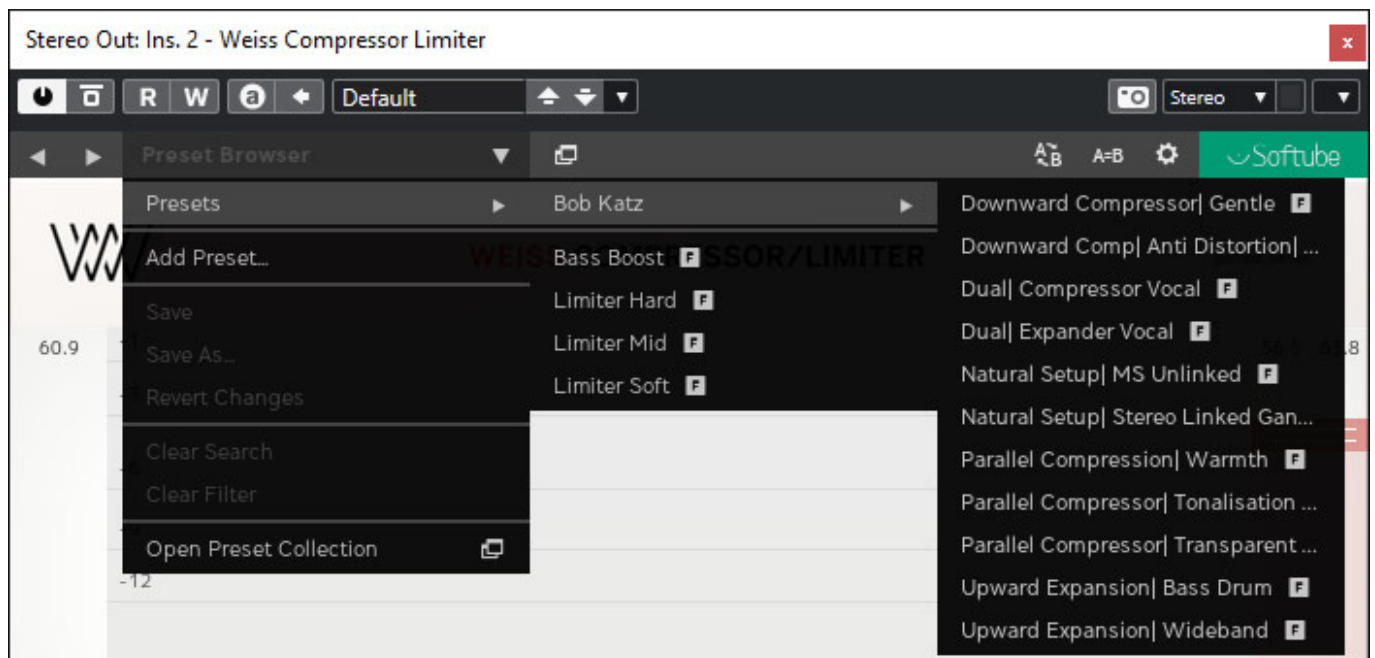 Stereo Out: Ins. 2 - Weiss Compressor Limiter
x
R W a Default Stereo
Preset Browser A B A=B Softube
Presets
Bob Katz
Add Preset...
Save
Save As...
Revert Changes
Clear Search
Clear Filter
Open Preset Collection
WEISS COMPRESSOR/LIMITER
Bass Boost F
Limiter Hard F
Limiter Mid F
Limiter Soft F
Downward Compressor| Gentle F
Downward Comp| Anti Distortion| ...
Dual| Compressor Vocal F
Dual| Expander Vocal F
Natural Setup| MS Unlinked F
Natural Setup| Stereo Linked Gan...
Parallel Compression| Warmth F
Parallel Compressor| Tonalisation ...
Parallel Compressor| Transparent ...
Upward Expansion| Bass Drum F
Upward Expansion| Wideband F
60.9
-12